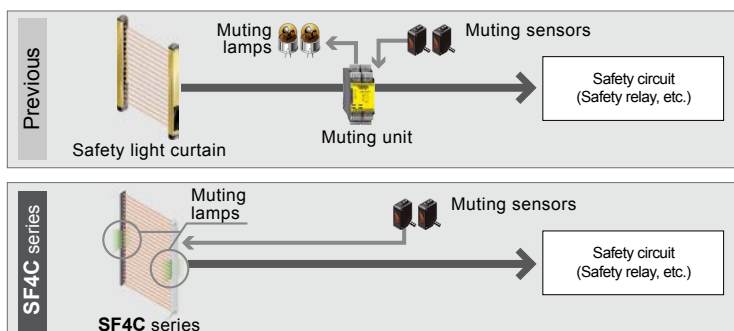 Previous
Muting
lamps
Muting sensors
Safety light curtain
Muting unit
Safety circuit
(Safety relay, etc.)
SF4C series
Muting
lamps
Muting sensors
SF4C series
Safety circuit
(Safety relay, etc.)